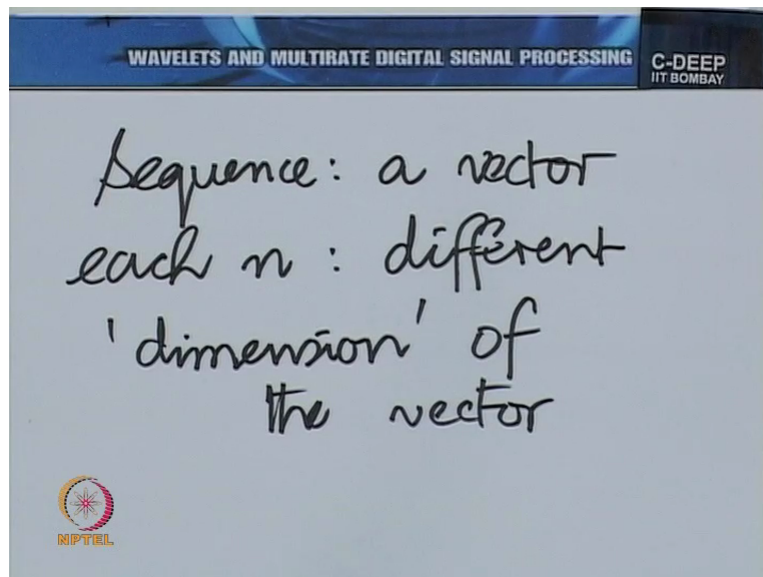 WAVELETS AND MULTIRATE DIGITAL SIGNAL PROCESSING
C-DEEP
IIT BOMBAY
Sequence: a vector
each n : different
'dimension' of
the vector
NPTEL